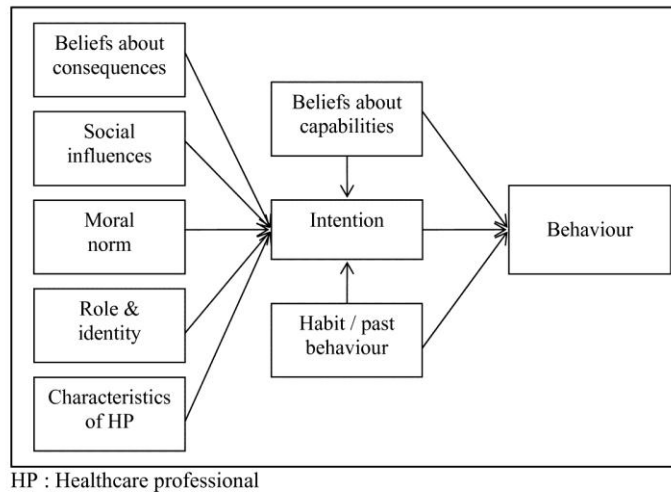 Beliefs about
consequences
Social
influences
Moral
norm
Role &
identity
Characteristics
of HP
Beliefs about
capabilities
Intention
Habit / past
behaviour
Behaviour
HP : Healthcare professional